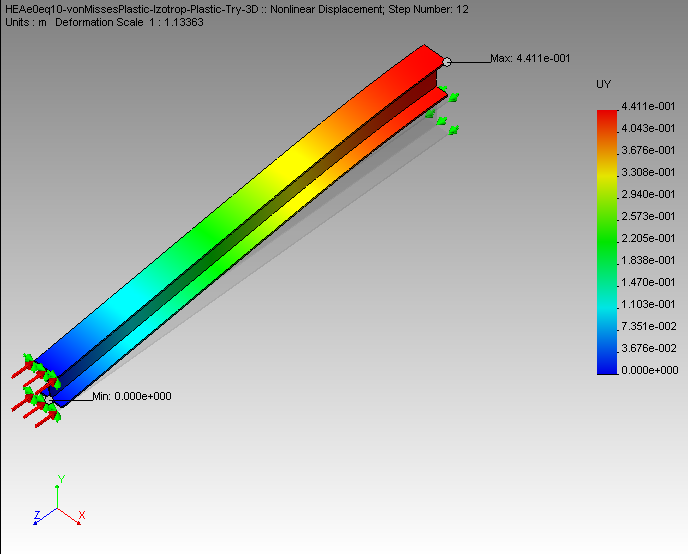 HEAe0eq10-vonMissesPlastic-Izotrop-Plastic-Try-3D :: Nonlinear Displacement; Step Number: 12
Units : m Deformation Scale 1 : 1.13363
Max: 4.411e-001
UY
4.411e-001
4.043e-001
3.676e-001
3.308e-001
2.940e-001
2.573e-001
2.205e-001
1.838e-001
1.470e-001
1.103e-001
7.351e-002
3.676e-002
0.000e+000
Min: 0.000e+000
Y
Z
X